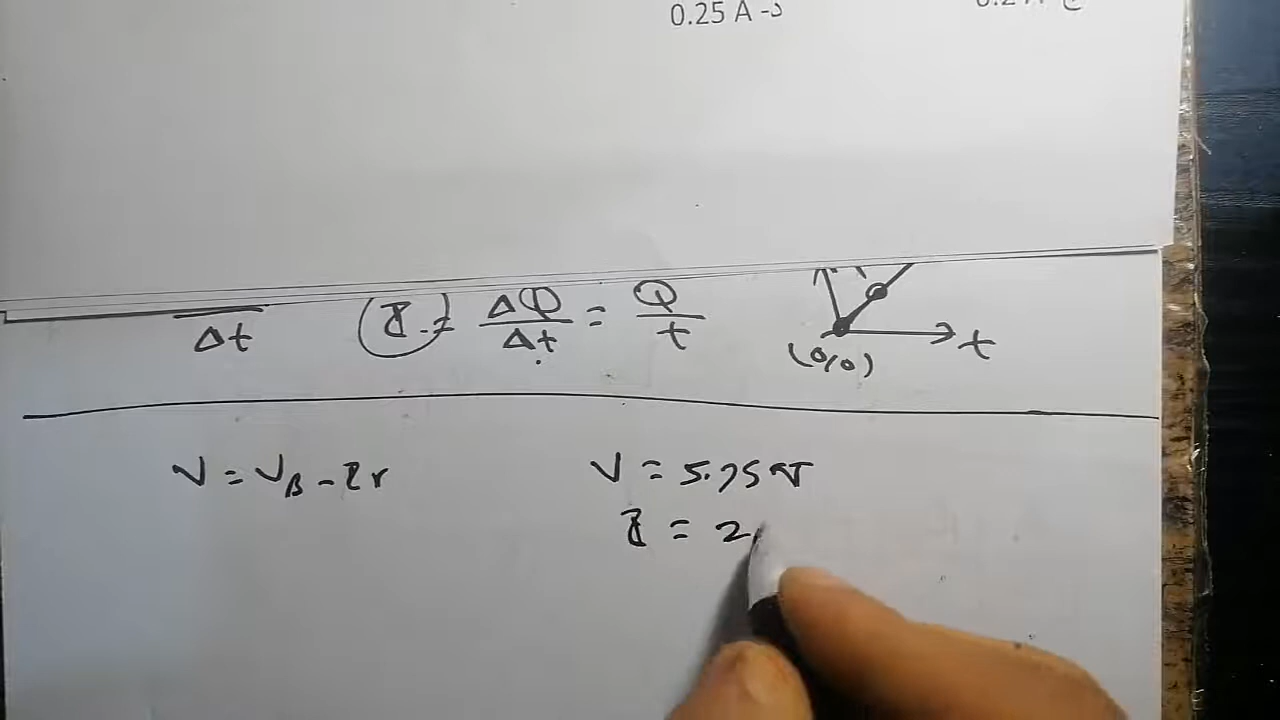 0.25 A -د
Δt I = ΔQ/Δt = Q/t t
(0,0)
V = V_B - Ir V = 5.75 V
I = 2